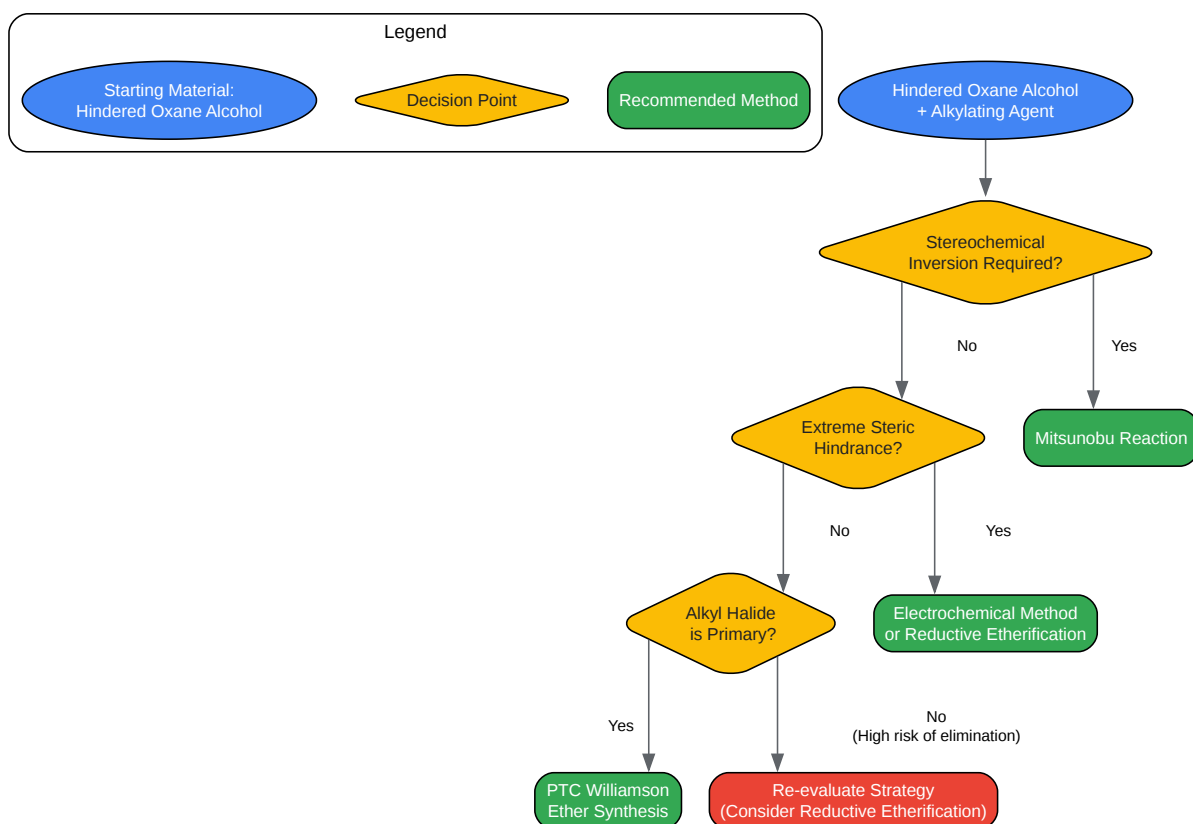 Legend
Starting Material:
Hindered Oxane Alcohol
Decision Point
Recommended Method
Hindered Oxane Alcohol
+ Alkylating Agent
Stereochemical
Inversion Required?
No
Yes
Extreme Steric
Hindrance?
Mitsunobu Reaction
No
Yes
Alkyl Halide
is Primary?
Electrochemical Method
or Reductive Etherification
Yes
No
(High risk of elimination)
PTC Williamson
Ether Synthesis
Re-evaluate Strategy
(Consider Reductive Etherification)